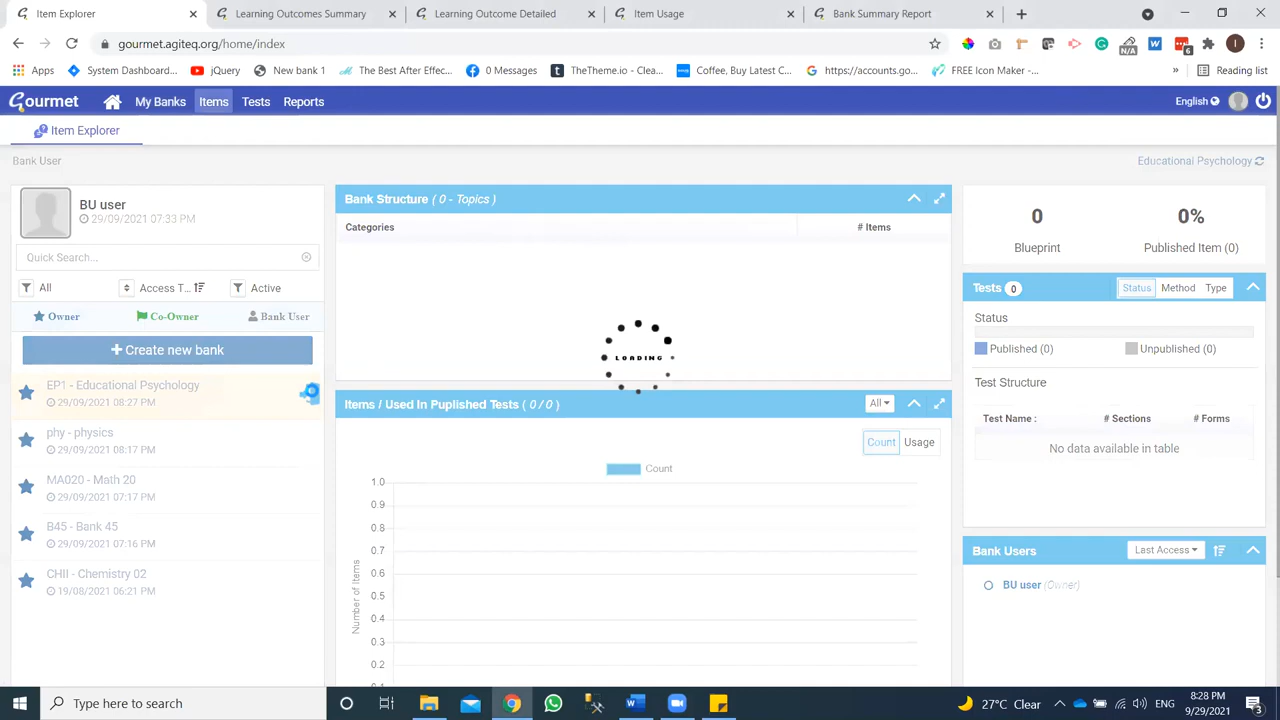 Item Explorer
Learning Outcomes Summary
Learning Outcome Detailed
Item Usage
Bank Summary Report
gourmet.agiteq.org/home/index
N/A
6
I
Apps
System Dashboard...
jQuery
New bank 1
The Best After Effec...
0 Messages
TheTheme.io - Clea...
Coffee, Buy Latest C...
https://accounts.go...
FREE Icon Maker -...
»
Reading list
Gourmet
My Banks
Items
Tests
Reports
English
Item Explorer
Bank User
Educational Psychology
BU user
29/09/2021 07:33 PM
Quick Search...
All
Access T...
Active
Owner
Co-Owner
Bank User
+ Create new bank
EP1 - Educational Psychology
29/09/2021 08:27 PM
phy - physics
29/09/2021 08:17 PM
MA020 - Math 20
29/09/2021 07:17 PM
B45 - Bank 45
29/09/2021 07:16 PM
CHII - Chemistry 02
19/08/2021 06:21 PM
Bank Structure ( 0 - Topics )
Categories
# Items
LOADING
Items / Used In Puplished Tests ( 0 / 0 )
All
Count
Usage
Count
1.0
0.9
0.8
0.7
0.6
0.5
0.4
0.3
0.2
Number of Items
0
Blueprint
0%
Published Item (0)
Tests 0
Status
Method
Type
Status
Published (0)
Unpublished (0)
Test Structure
Test Name :
# Sections
# Forms
No data available in table
Bank Users
Last Access
BU user (Owner)
Type here to search
27°C Clear
ENG
8:28 PM
9/29/2021
3